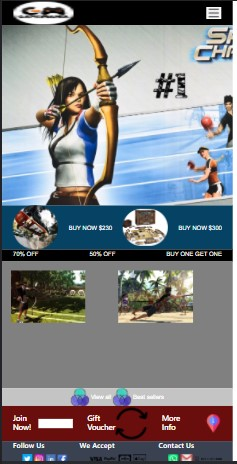 #1
BUY NOW $230
BUY NOW $300
70% OFF
50% OFF
BUY ONE GET ONE
View all
Best sellers
Join Now!
Gift Voucher
More Info
Follow Us
We Accept
Contact Us
VISA